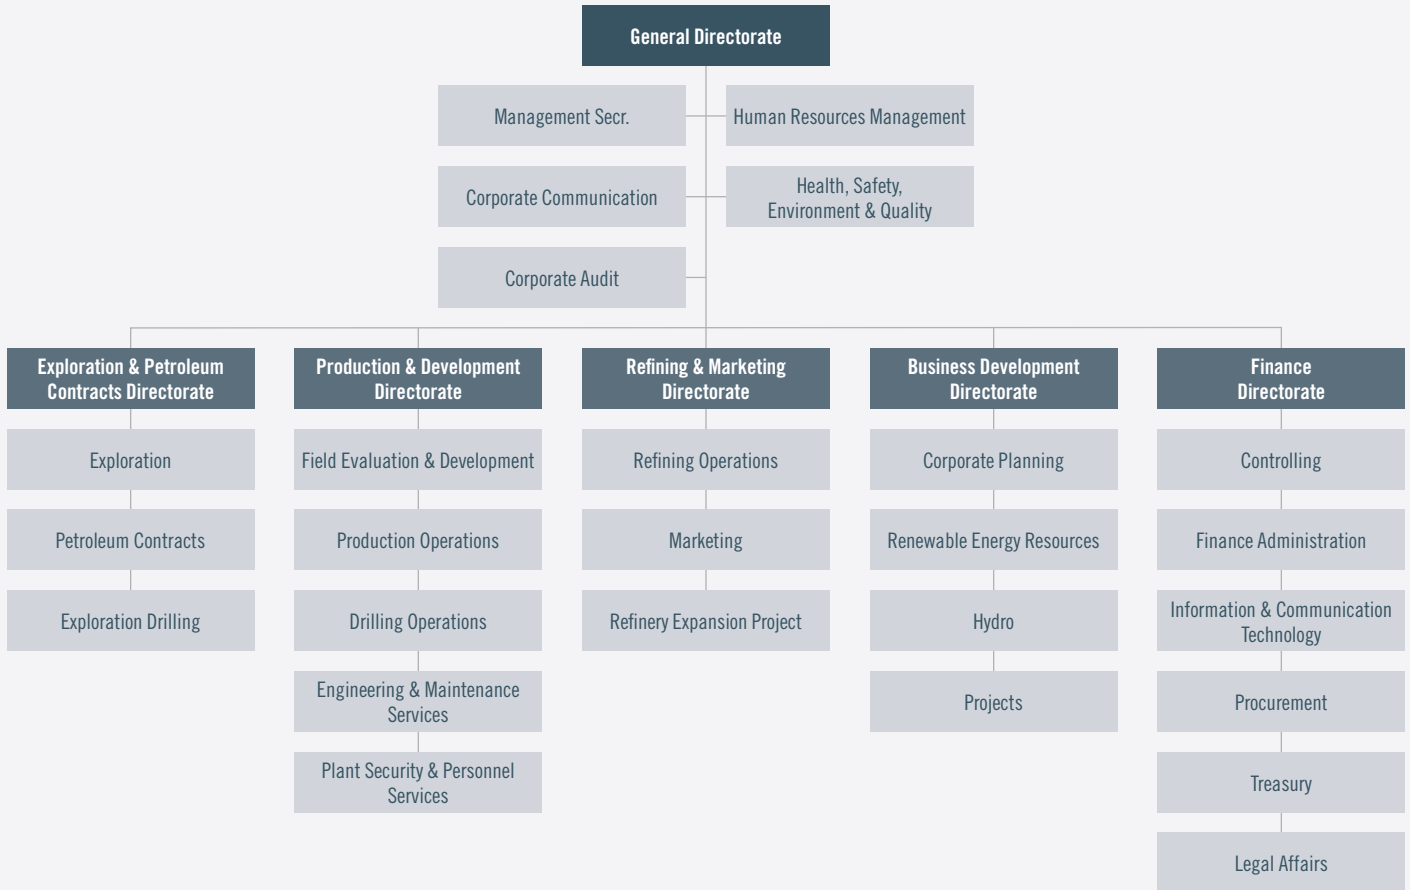 General Directorate
Management Secr.
Human Resources Management
Corporate Communication
Health, Safety,
Environment & Quality
Corporate Audit
Exploration & Petroleum
Contracts Directorate
Exploration
Petroleum Contracts
Exploration Drilling
Production & Development
Directorate
Field Evaluation & Development
Production Operations
Drilling Operations
Engineering & Maintenance
Services
Plant Security & Personnel
Services
Refining & Marketing
Directorate
Refining Operations
Marketing
Refinery Expansion Project
Business Development
Directorate
Corporate Planning
Renewable Energy Resources
Hydro
Projects
Finance
Directorate
Controlling
Finance Administration
Information & Communication
Technology
Procurement
Treasury
Legal Affairs